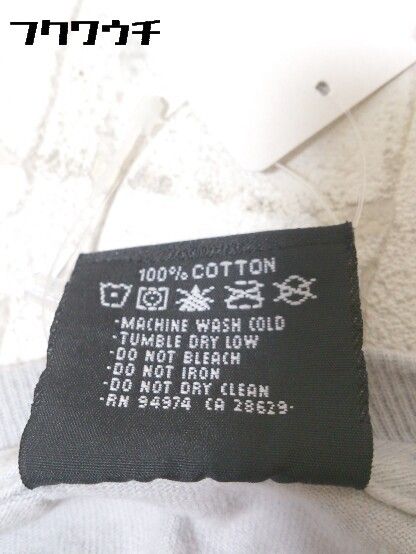 フクワウチ
100% COTTON
·MACHINE WASH COLD
·TUMBLE DRY LOW
·DO NOT BLEACH
·DO NOT IRON
·DO NOT DRY CLEAN
·RN 94974 CA 28629·